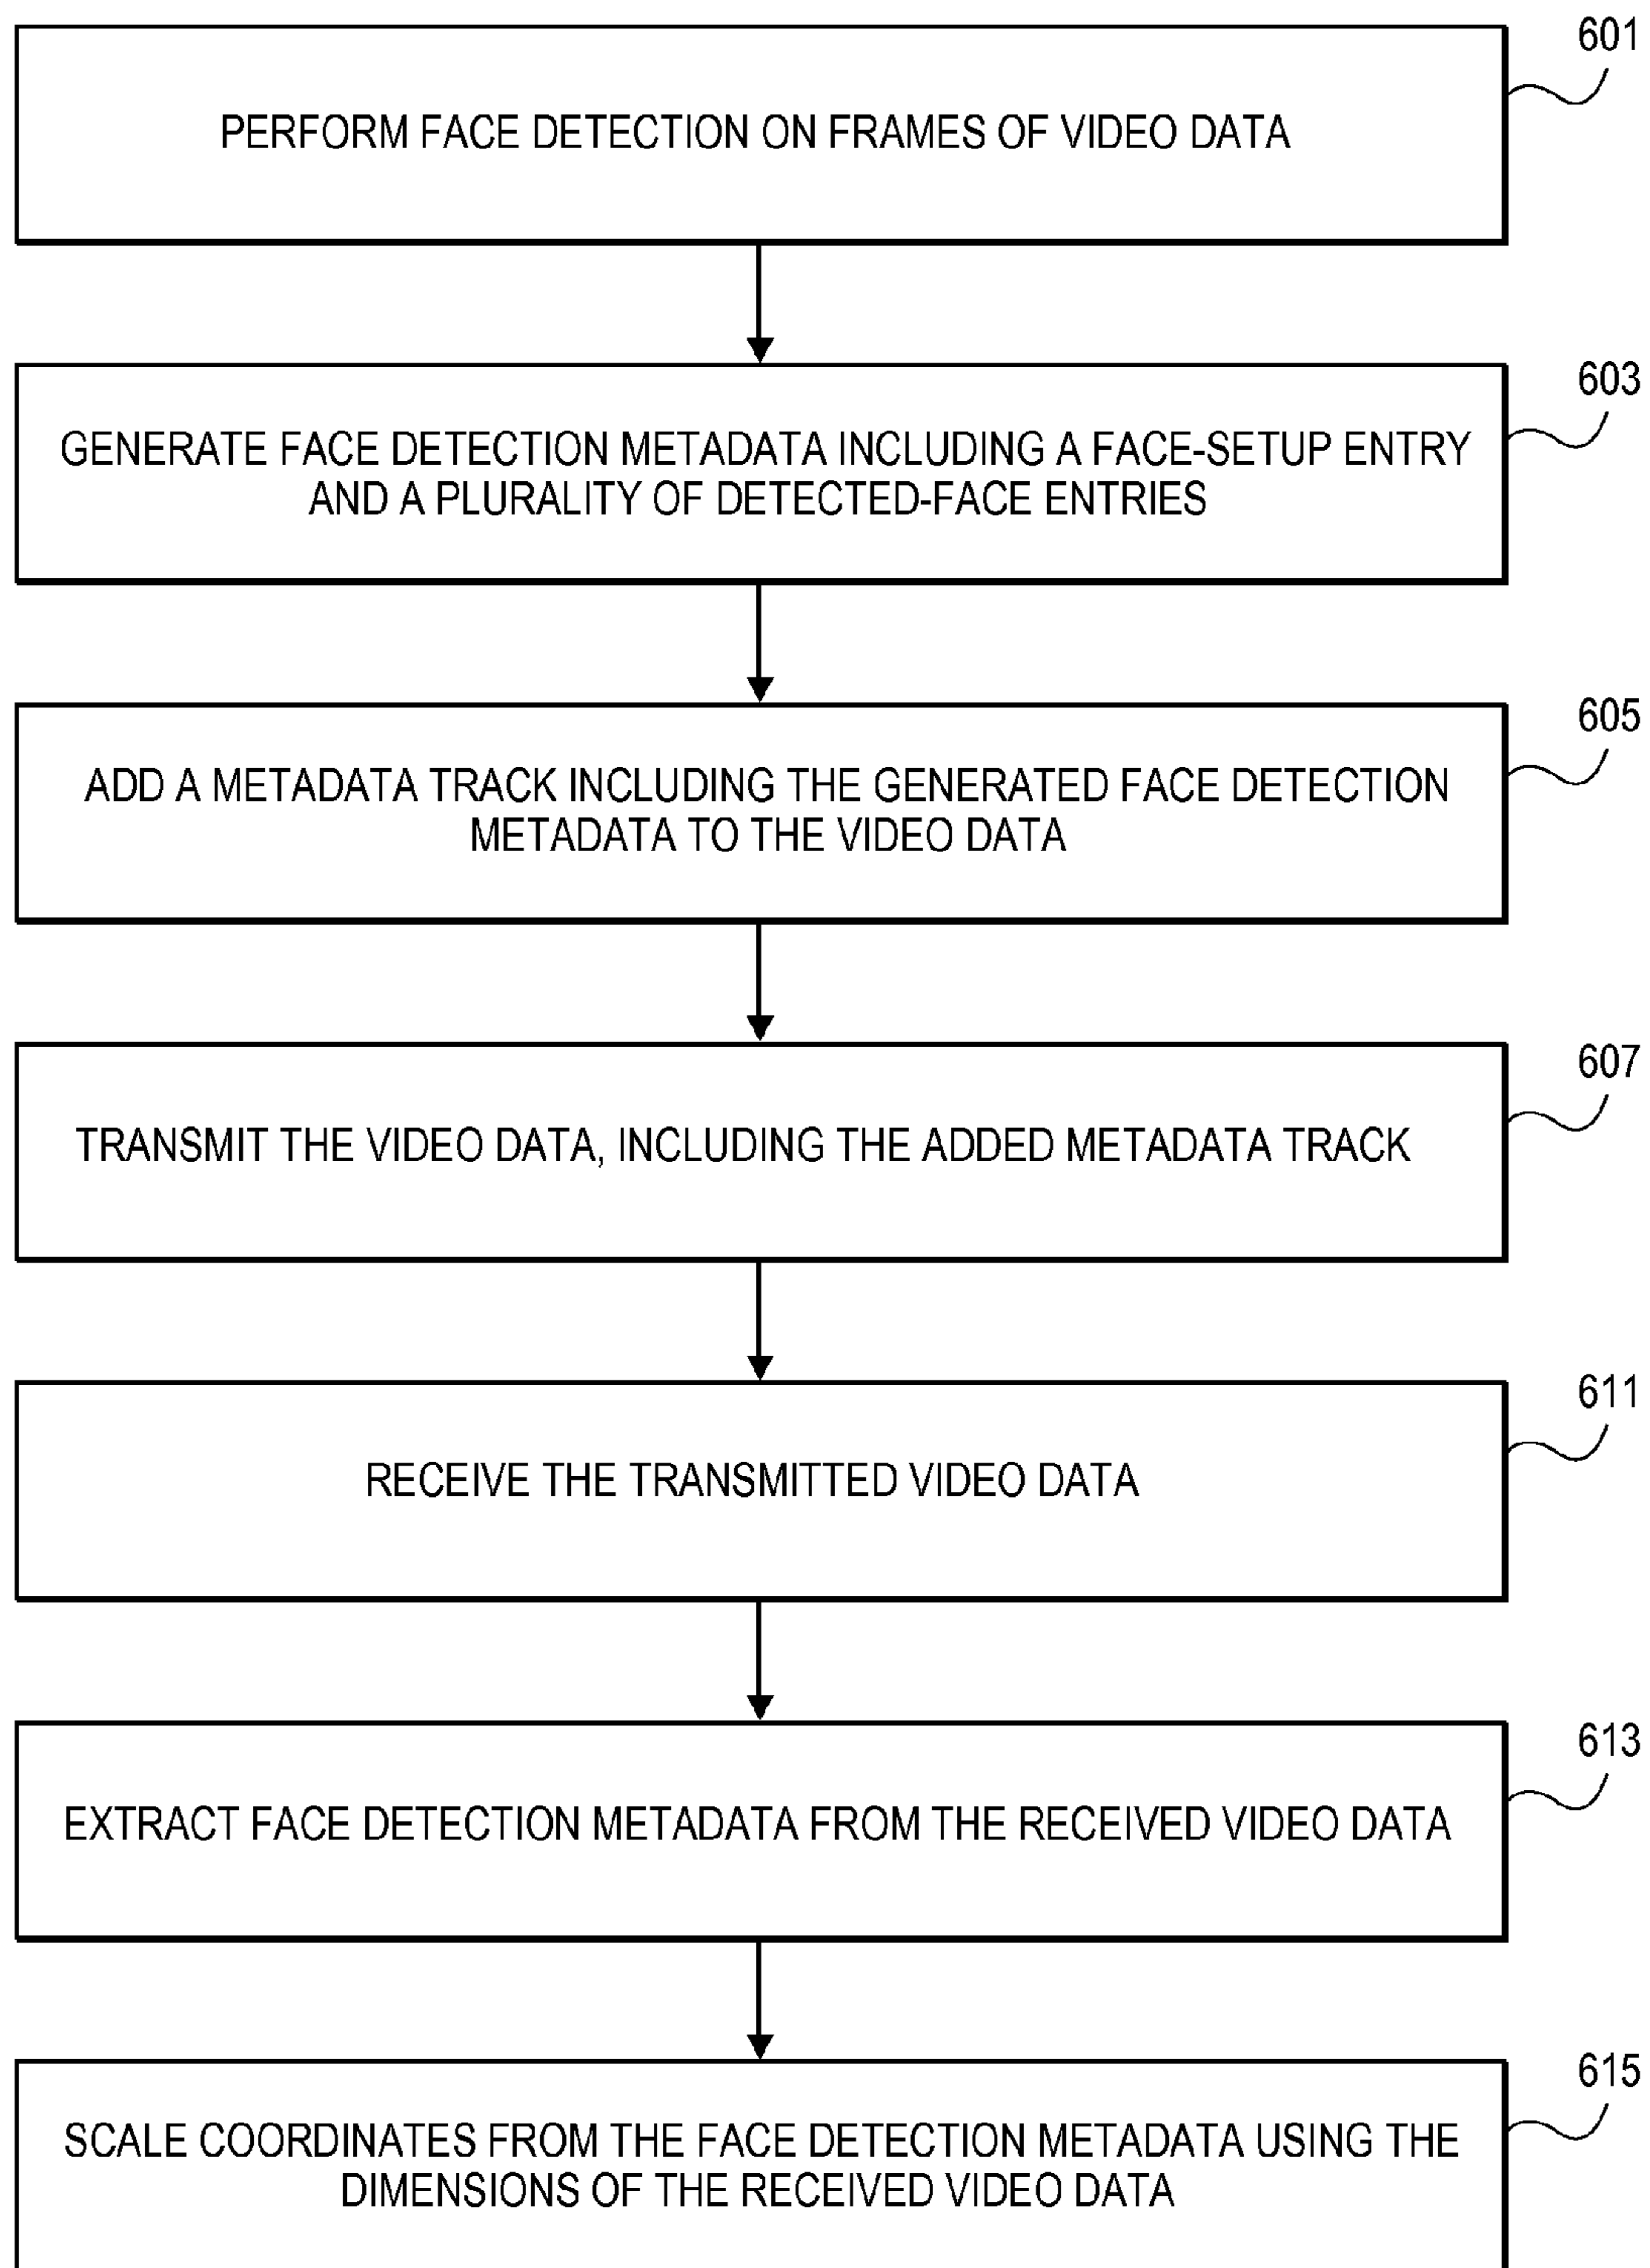 601
PERFORM FACE DETECTION ON FRAMES OF VIDEO DATA
603
GENERATE FACE DETECTION METADATA INCLUDING A FACE-SETUP ENTRY
AND A PLURALITY OF DETECTED-FACE ENTRIES
605
ADD A METADATA TRACK INCLUDING THE GENERATED FACE DETECTION
METADATA TO THE VIDEO DATA
607
TRANSMIT THE VIDEO DATA, INCLUDING THE ADDED METADATA TRACK
611
RECEIVE THE TRANSMITTED VIDEO DATA
613
EXTRACT FACE DETECTION METADATA FROM THE RECEIVED VIDEO DATA
615
SCALE COORDINATES FROM THE FACE DETECTION METADATA USING THE
DIMENSIONS OF THE RECEIVED VIDEO DATA